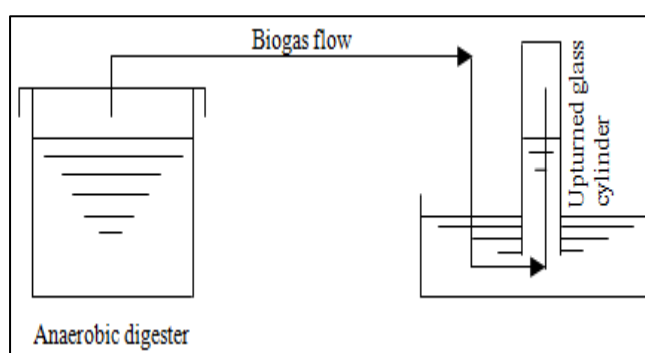 Biogas flow
Upturned glass
cylinder
Anaerobic digester